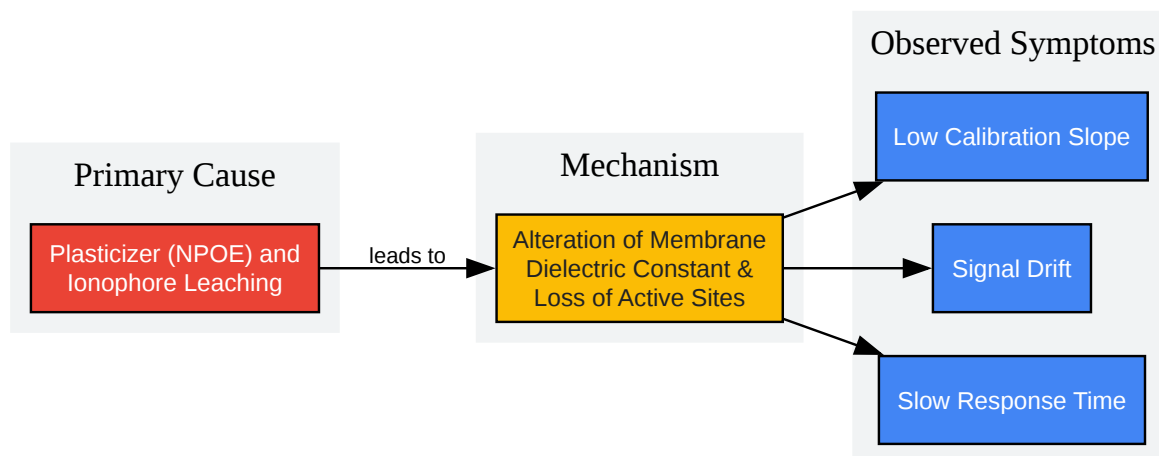 Primary Cause
Plasticizer (NPOE) and
Ionophore Leaching
leads to
Mechanism
Alteration of Membrane
Dielectric Constant &
Loss of Active Sites
Observed Symptoms
Low Calibration Slope
Signal Drift
Slow Response Time